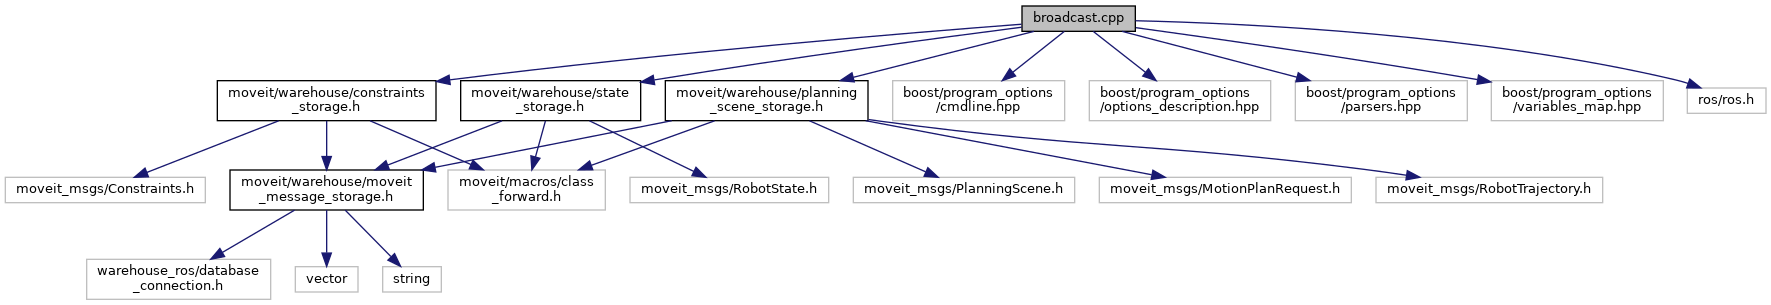 broadcast.cpp
moveit/warehouse/constraints
_storage.h
moveit/warehouse/state
_storage.h
moveit/warehouse/planning
_scene_storage.h
boost/program_options
/cmdline.hpp
boost/program_options
/options_description.hpp
boost/program_options
/parsers.hpp
boost/program_options
/variables_map.hpp
ros/ros.h
moveit_msgs/Constraints.h
moveit/warehouse/moveit
_message_storage.h
moveit/macros/class
_forward.h
moveit_msgs/RobotState.h
moveit_msgs/PlanningScene.h
moveit_msgs/MotionPlanRequest.h
moveit_msgs/RobotTrajectory.h
warehouse_ros/database
_connection.h
vector
string